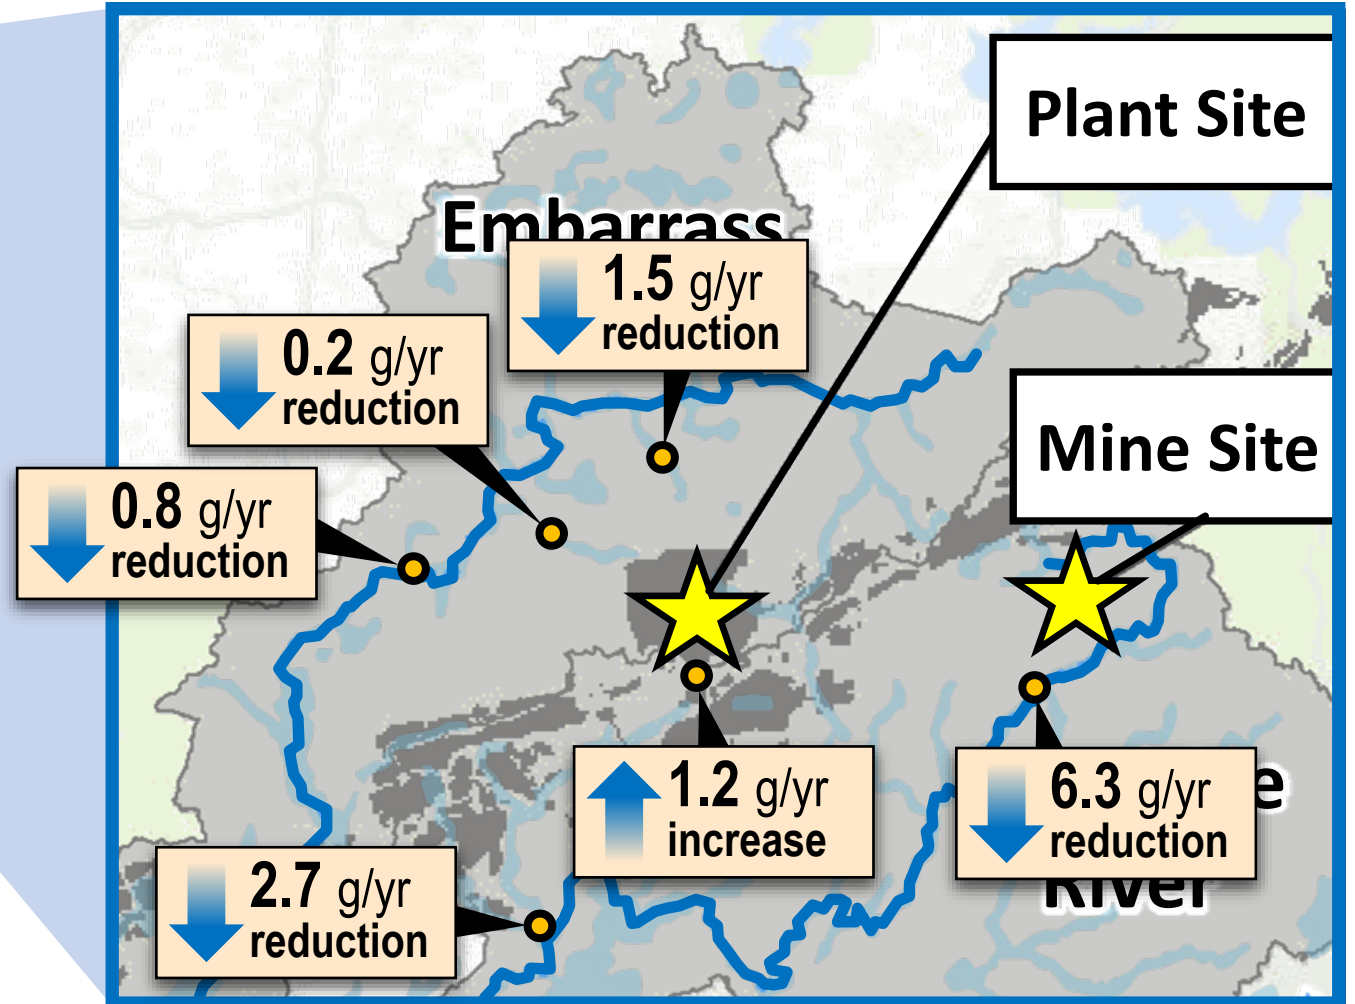 Plant Site
Embarrass
1.5 g/yr
reduction
0.2 g/yr
reduction
Mine Site
0.8 g/yr
reduction
1.2 g/yr
increase
6.3 g/yr
reduction
River
2.7 g/yr
reduction